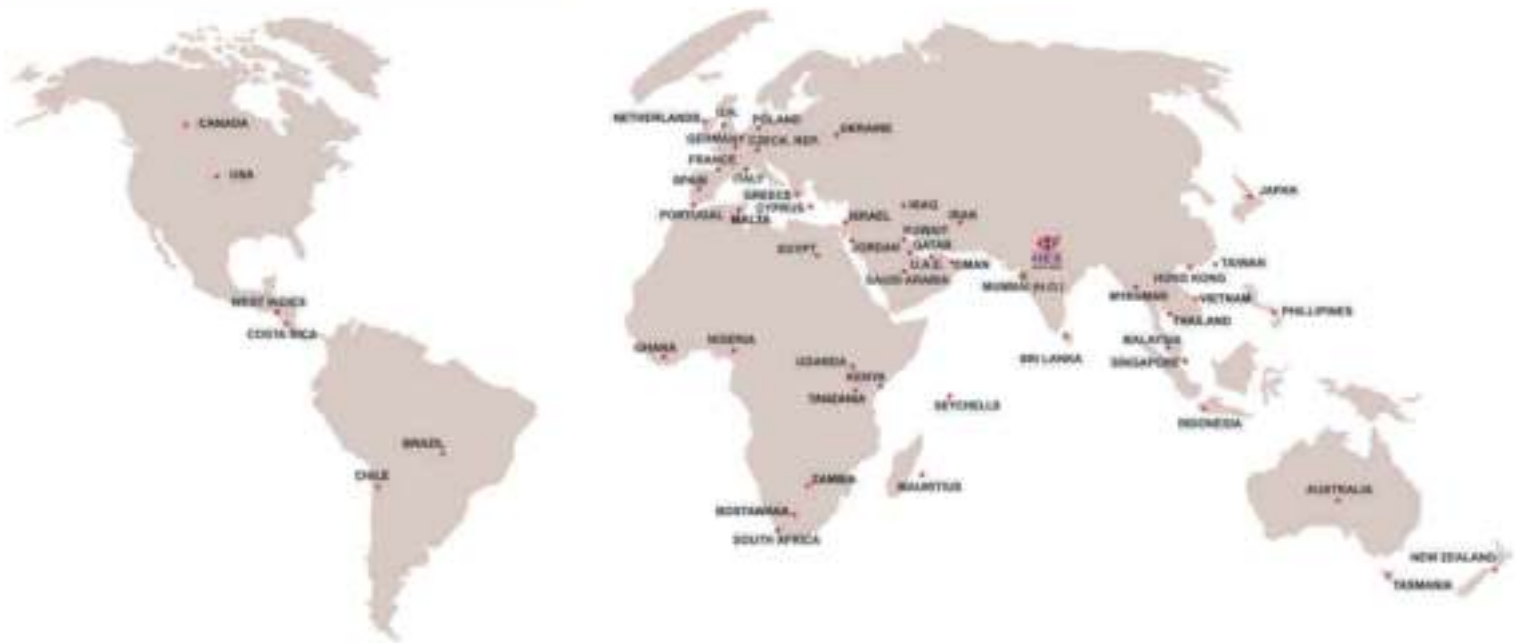 CANADA
USA
WEST INDIES
COSTA RICA
BRAZIL
CHILE
NETHERLANDS
U.K.
POLAND
UKRAINE
GERMANY
CZECK. REP.
FRANCE
ITALY
SPAIN
GREECE
PORTUGAL
MALTA
CYPRUS
ISRAEL
IRAQ
IRAN
KUWAIT
JORDAN
QATAR
EGYPT
U.A.E.
OMAN
SAUDI ARABIA
MUMBAI (H.O.)
JAPAN
TAIWAN
HONG KONG
MYANMAR
VIETNAM
PHILLIPINES
THAILAND
MALAYSIA
SINGAPORE
SRI LANKA
INDONESIA
GHANA
NIGERIA
UGANDA
KENYA
TANZANIA
SEYCHELLS
ZAMBIA
MAURITIUS
BOSTAWANA
SOUTH AFRICA
AUSTRALIA
NEW ZEALAND
TASMANIA